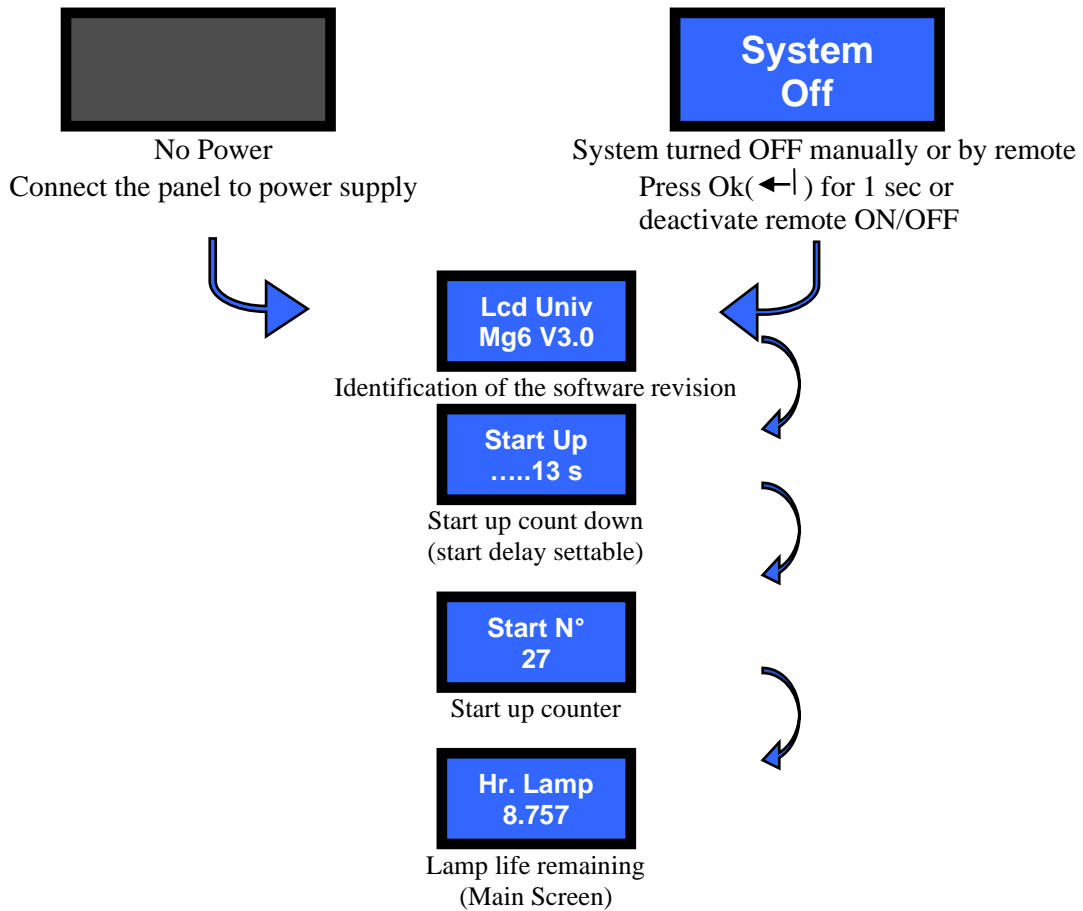 No Power
Connect the panel to power supply
System
Off
System turned OFF manually or by remote
Press Ok(↵) for 1 sec or
deactivate remote ON/OFF
Lcd Univ
Mg6 V3.0
Identification of the software revision
Start Up
.....13 s
Start up count down
(start delay settable)
Start N°
27
Start up counter
Hr. Lamp
8.757
Lamp life remaining
(Main Screen)